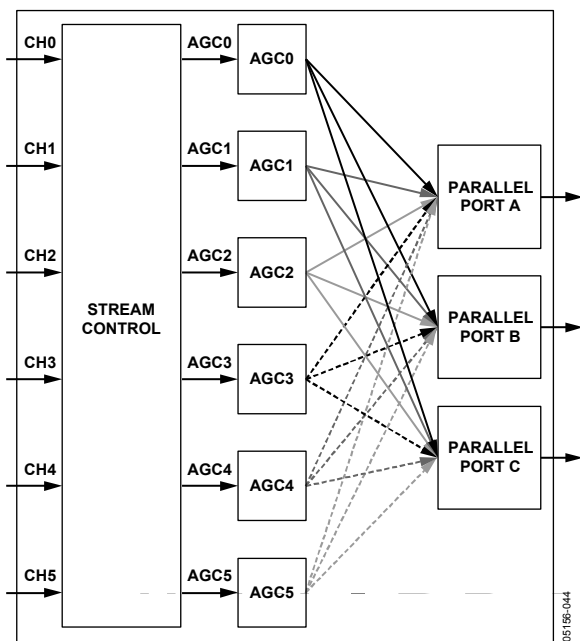 CH0
AGC0
AGC0
CH1
AGC1
AGC1
PARALLEL
PORT A
CH2
AGC2
AGC2
STREAM
CONTROL
PARALLEL
PORT B
CH3
AGC3
AGC3
PARALLEL
PORT C
CH4
AGC4
AGC4
CH5
AGC5
AGC5
05156-044